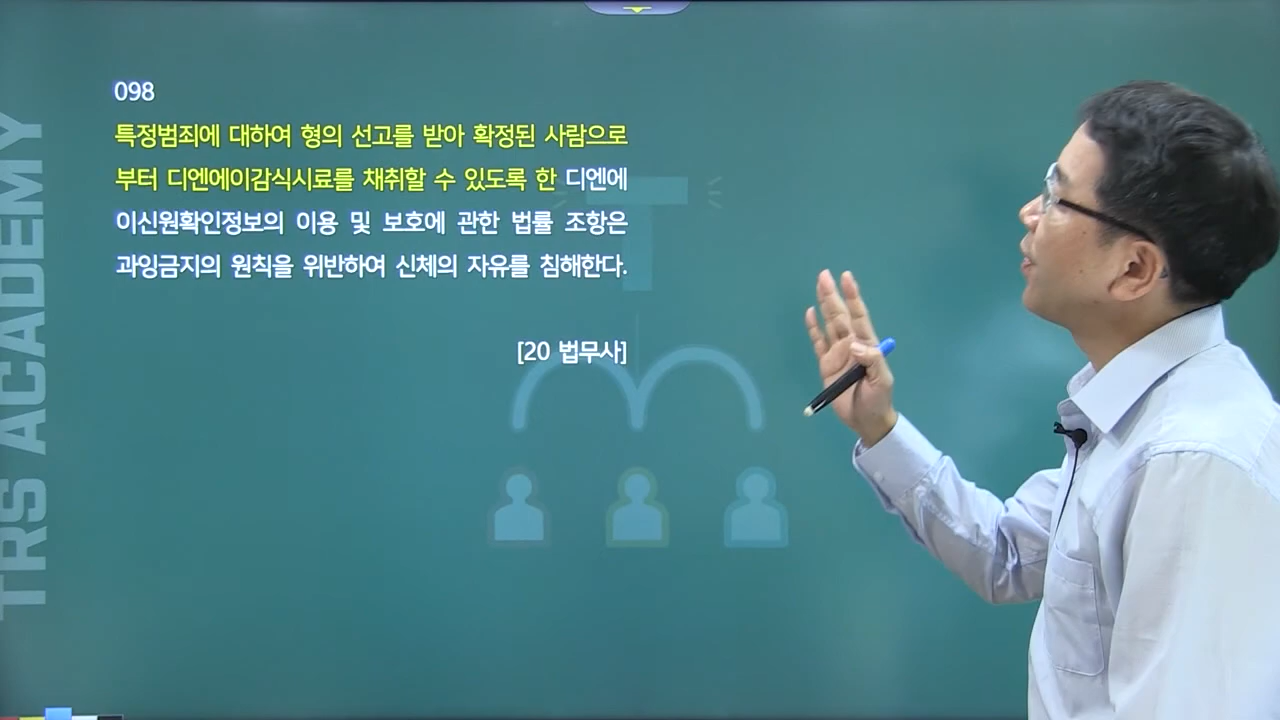 098
특정범죄에 대하여 형의 선고를 받아 확정된 사람으로
부터 디엔에이감식시료를 채취할 수 있도록 한 디엔에
이신원확인정보의 이용 및 보호에 관한 법률 조항은
과잉금지의 원칙을 위반하여 신체의 자유를 침해한다.
[20 법무사]
TRS ACADEMY